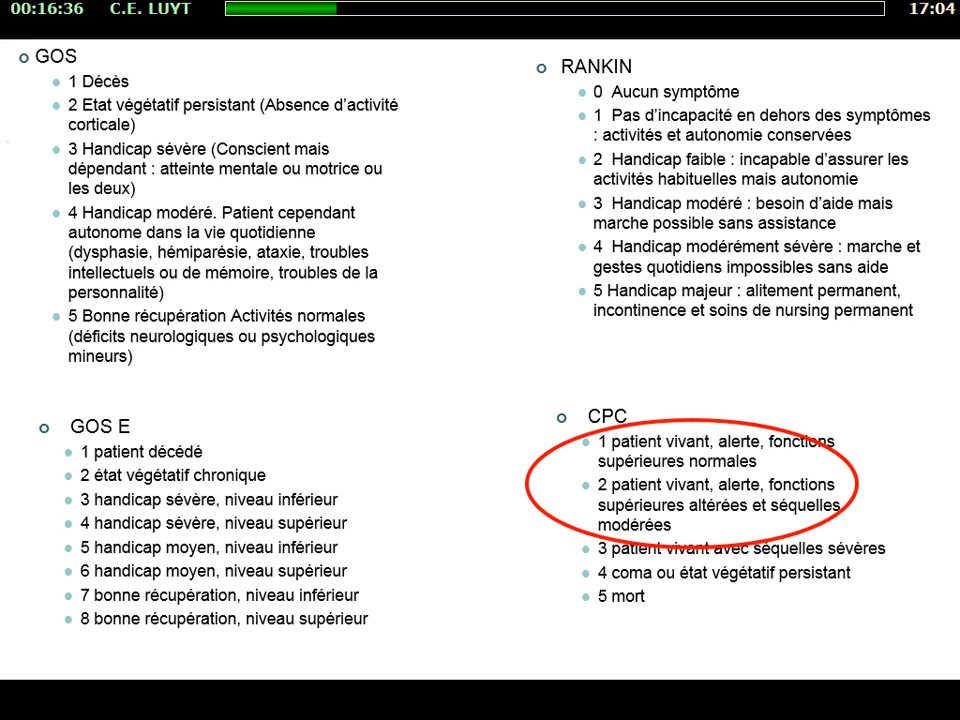 00:16:36 C.E. LUYT 17:04
GOS
1 Décès
2 Etat végétatif persistant (Absence d'activité
corticale)
3 Handicap sévère (Conscient mais
dépendant : atteinte mentale ou motrice ou
les deux)
4 Handicap modéré. Patient cependant
autonome dans la vie quotidienne
(dysphasie, hémiparésie, ataxie, troubles
intellectuels ou de mémoire, troubles de la
personnalité)
5 Bonne récupération Activités normales
(déficits neurologiques ou psychologiques
mineurs)
RANKIN
0 Aucun symptôme
1 Pas d'incapacité en dehors des symptômes
: activités et autonomie conservées
2 Handicap faible : incapable d'assurer les
activités habituelles mais autonomie
3 Handicap modéré : besoin d'aide mais
marche possible sans assistance
4 Handicap modérément sévère : marche et
gestes quotidiens impossibles sans aide
5 Handicap majeur : alitement permanent,
incontinence et soins de nursing permanent
GOS E
1 patient décédé
2 état végétatif chronique
3 handicap sévère, niveau inférieur
4 handicap sévère, niveau supérieur
5 handicap moyen, niveau inférieur
6 handicap moyen, niveau supérieur
7 bonne récupération, niveau inférieur
8 bonne récupération, niveau supérieur
CPC
1 patient vivant, alerte, fonctions
supérieures normales
2 patient vivant, alerte, fonctions
supérieures altérées et séquelles
modérées
3 patient vivant avec séquelles sévères
4 coma ou état végétatif persistant
5 mort